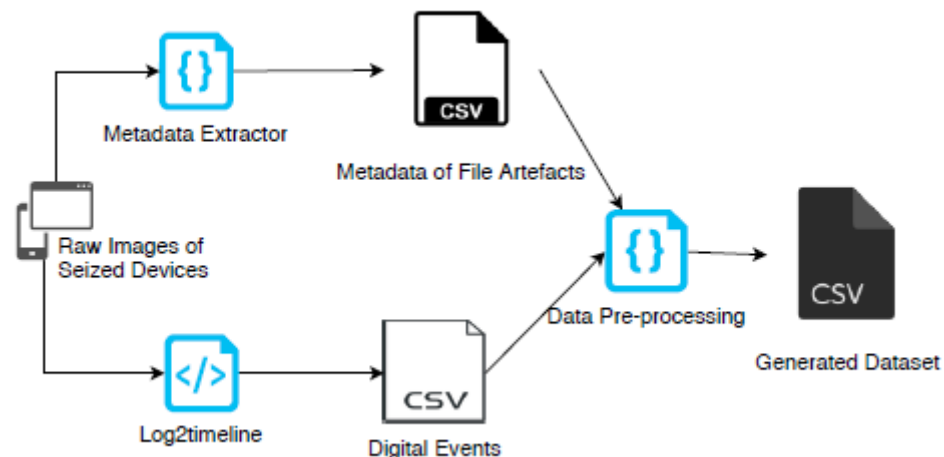 Metadata Extractor
CSV
Metadata of File Artefacts
Raw Images of
Seized Devices
Data Pre-processing
CSV
Generated Dataset
Log2timeline
CSV
Digital Events